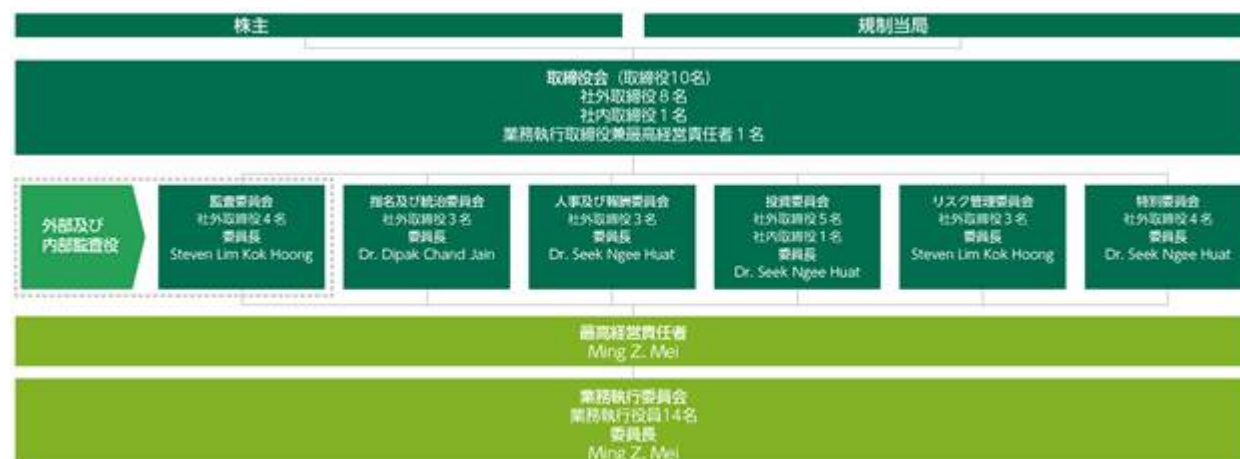 株主
規制当局
取締役会（取締役10名）
社外取締役8名
社内取締役1名
業務執行取締役兼最高経営責任者1名
外部及び
内部監査役
監査委員会
社外取締役4名
委員長
Steven Lim Kok Hoong
指名及び統治委員会
社外取締役3名
委員長
Dr. Dipak Chand Jain
人事及び報酬委員会
社外取締役3名
委員長
Dr. Seek Ngee Huat
投資委員会
社外取締役5名
社内取締役1名
委員長
Dr. Seek Ngee Huat
リスク管理委員会
社外取締役3名
委員長
Steven Lim Kok Hoong
特別委員会
社外取締役4名
委員長
Dr. Seek Ngee Huat
最高経営責任者
Ming Z. Mei
業務執行委員会
業務執行役員14名
委員長
Ming Z. Mei